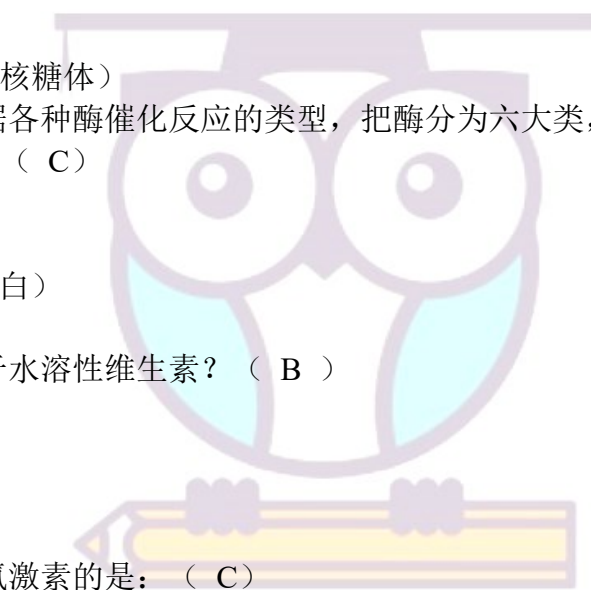 核糖体）
据各种酶催化反应的类型，把酶分为六大类，
（ C）
白）
水溶性维生素？（ B ）
激素的是：（ C）